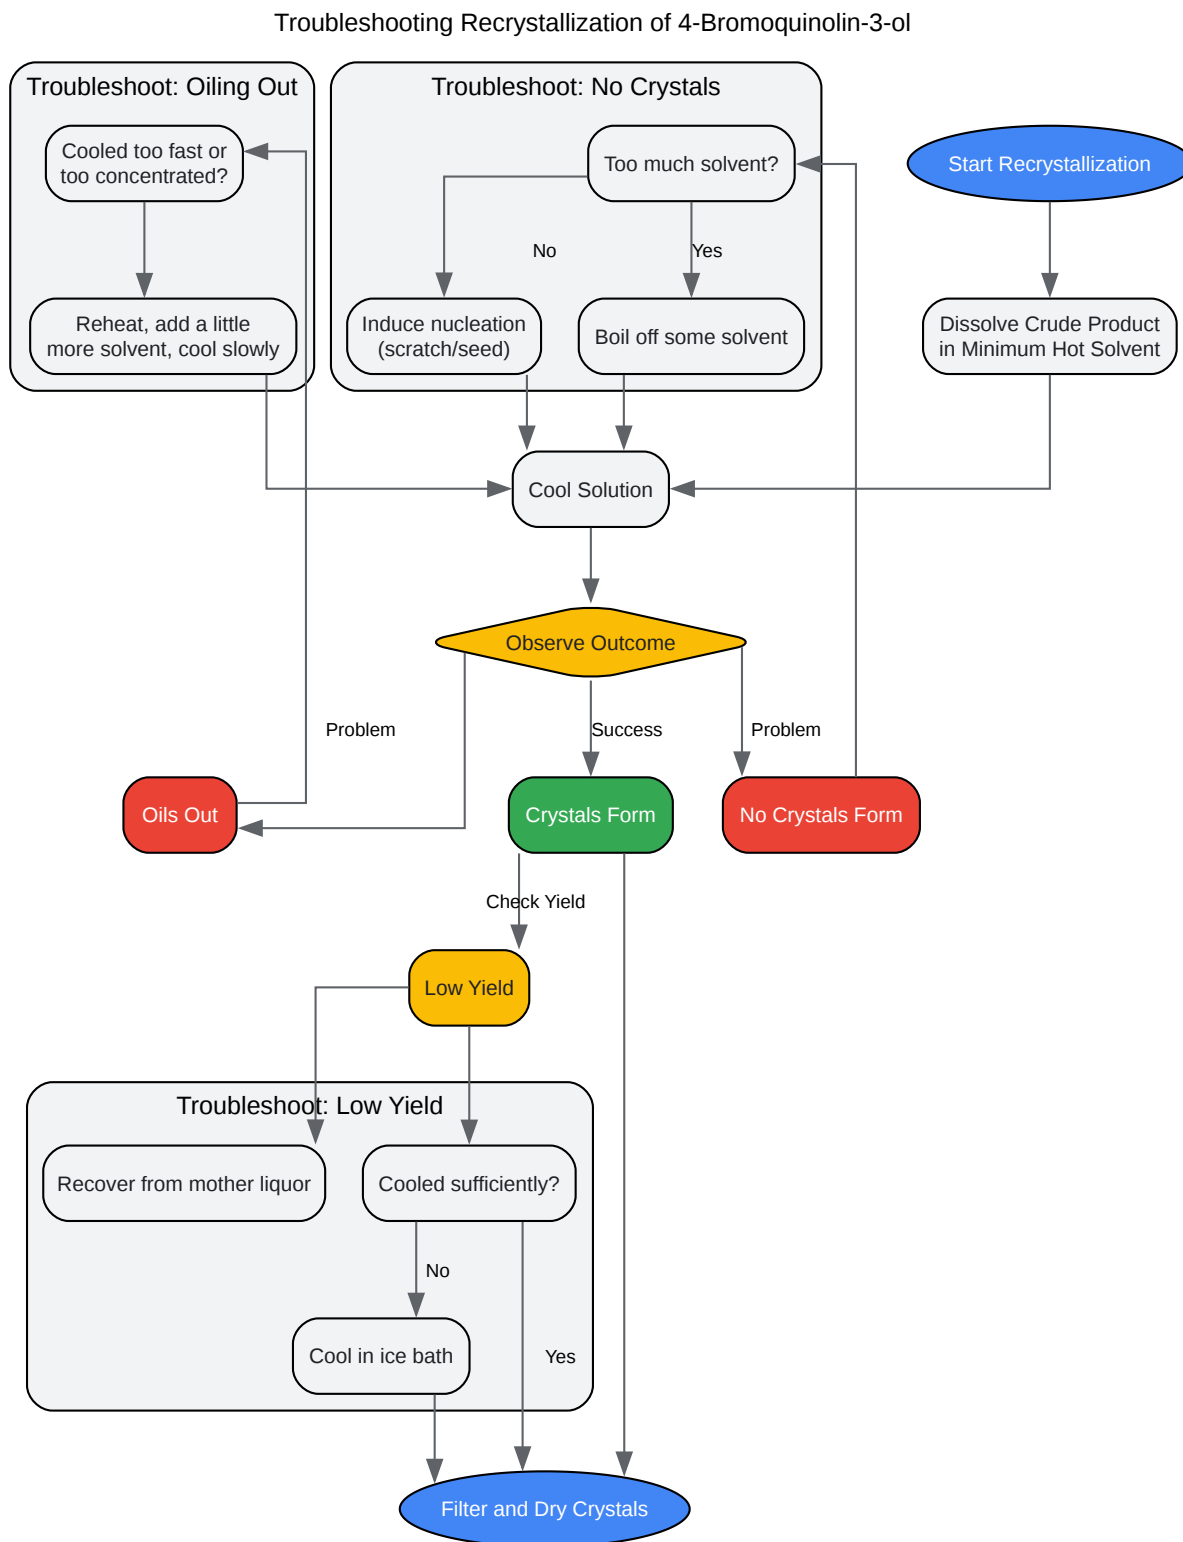 Troubleshooting Recrystallization of 4-Bromoquinolin-3-ol
Troubleshoot: Oiling Out
Cooled too fast or
too concentrated?
Reheat, add a little
more solvent, cool slowly
Troubleshoot: No Crystals
Too much solvent?
No
Yes
Induce nucleation
(scratch/seed)
Boil off some solvent
Start Recrystallization
Dissolve Crude Product
in Minimum Hot Solvent
Cool Solution
Observe Outcome
Problem
Success
Problem
Oils Out
Crystals Form
No Crystals Form
Check Yield
Low Yield
Troubleshoot: Low Yield
Recover from mother liquor
Cooled sufficiently?
No
Cool in ice bath
Yes
Filter and Dry Crystals